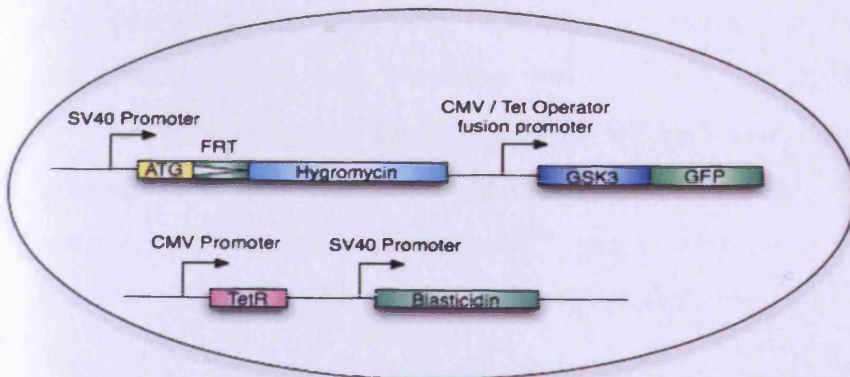 SV40 Promoter
FRT
CMV / Tet Operator
fusion promoter
ATG
Hygromycin
GSK3
GFP
CMV Promoter
SV40 Promoter
TetR
Blasticidin